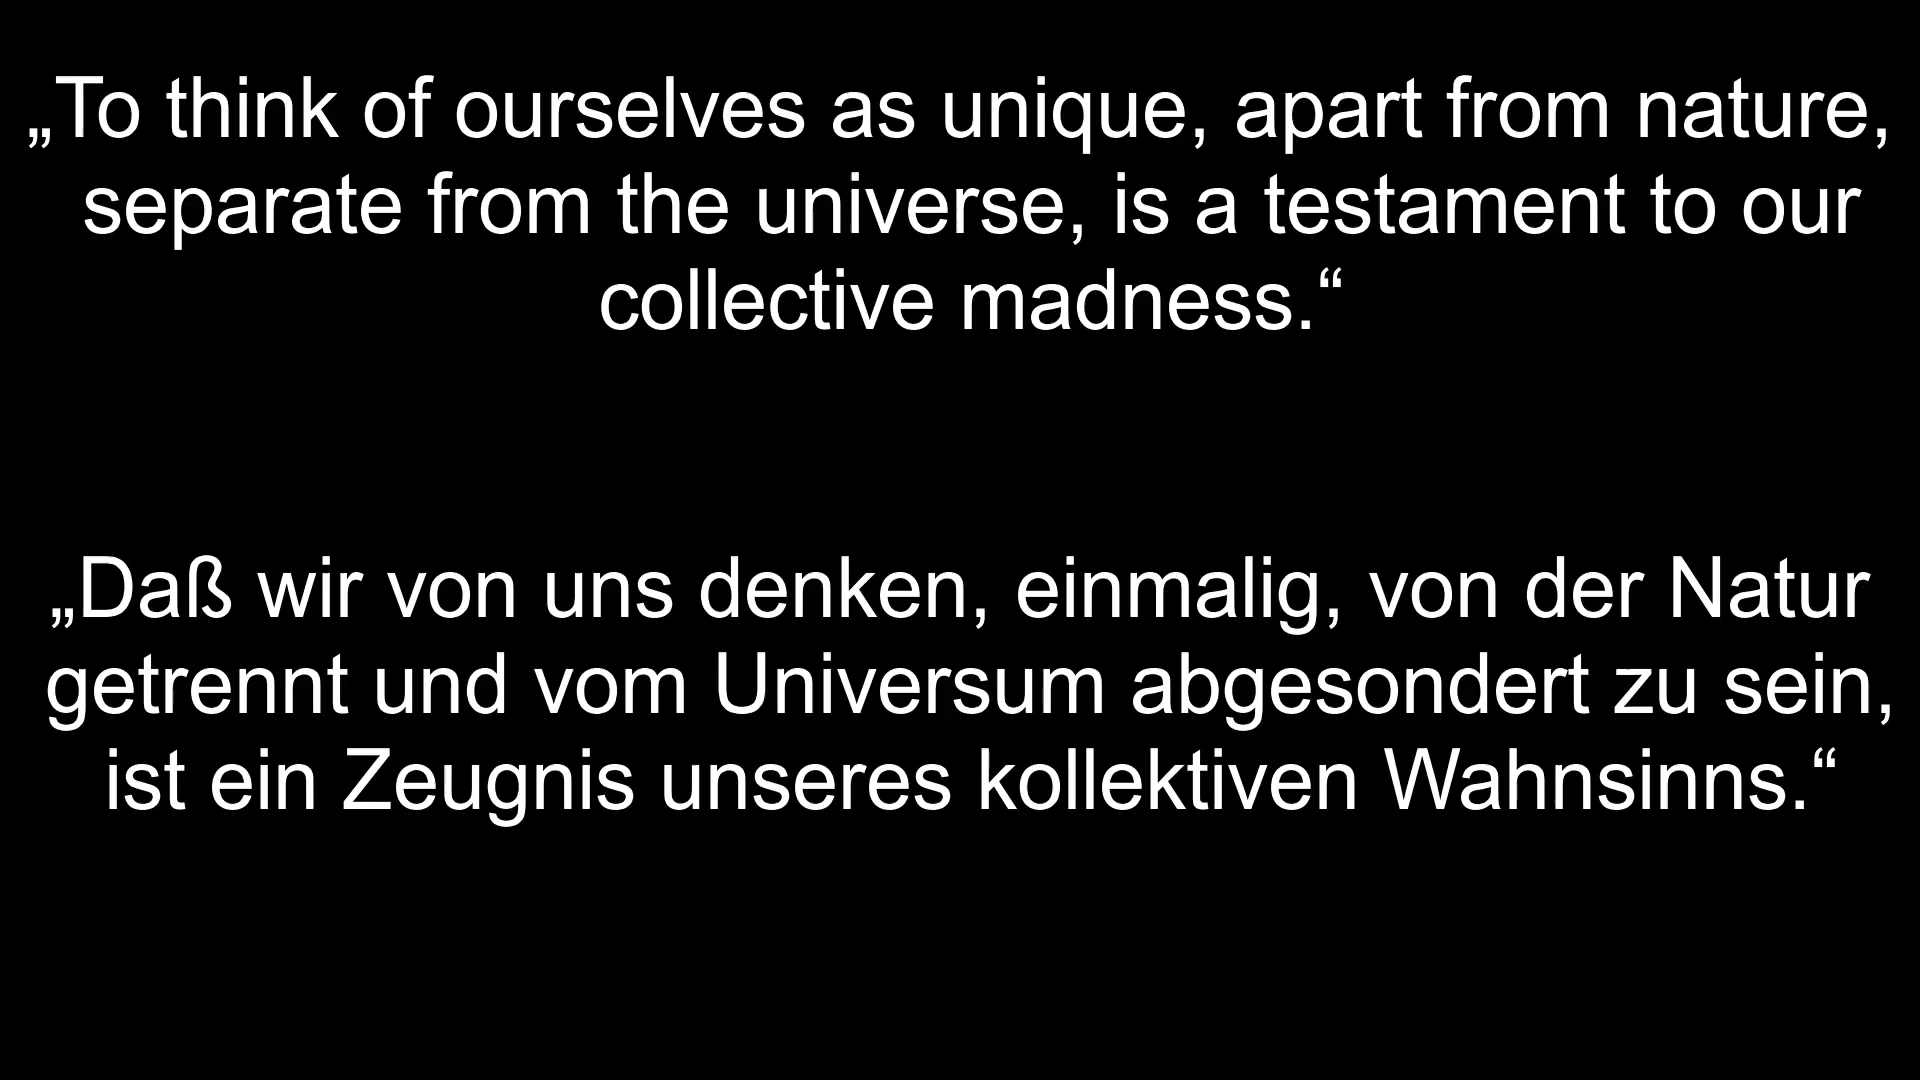 „To think of ourselves as unique, apart from nature,
separate from the universe, is a testament to our
collective madness.“
„Daß wir von uns denken, einmalig, von der Natur
getrennt und vom Universum abgesondert zu sein,
ist ein Zeugnis unseres kollektiven Wahnsinns.“